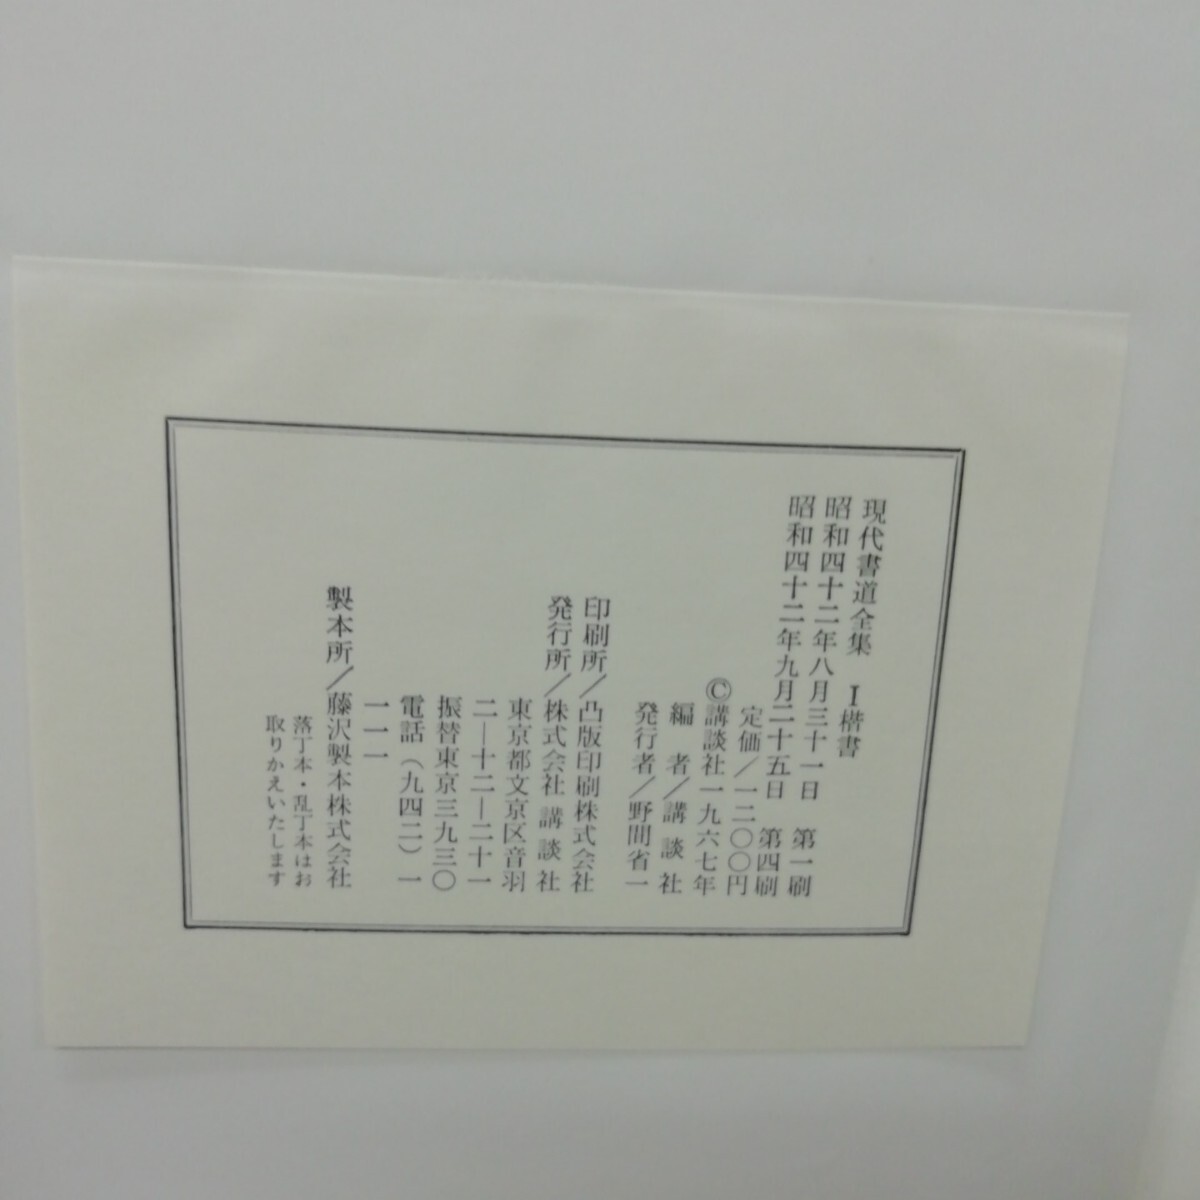 現代書道全集 Ⅰ楷書
昭和四十二年八月三十一日 第一刷
昭和四十二年九月二十五日 第四刷
定価／一二〇〇円
©講談社一九六七年
編者／講談社
発行者／野間省一
印刷所／凸版印刷株式会社
発行所／株式会社 講談社
東京都文京区音羽
二―十二―二十一
振替東京三九三〇
電話（九四二）一
一一一
製本所／藤沢製本株式会社
落丁本・乱丁本はお
取りかえいたします